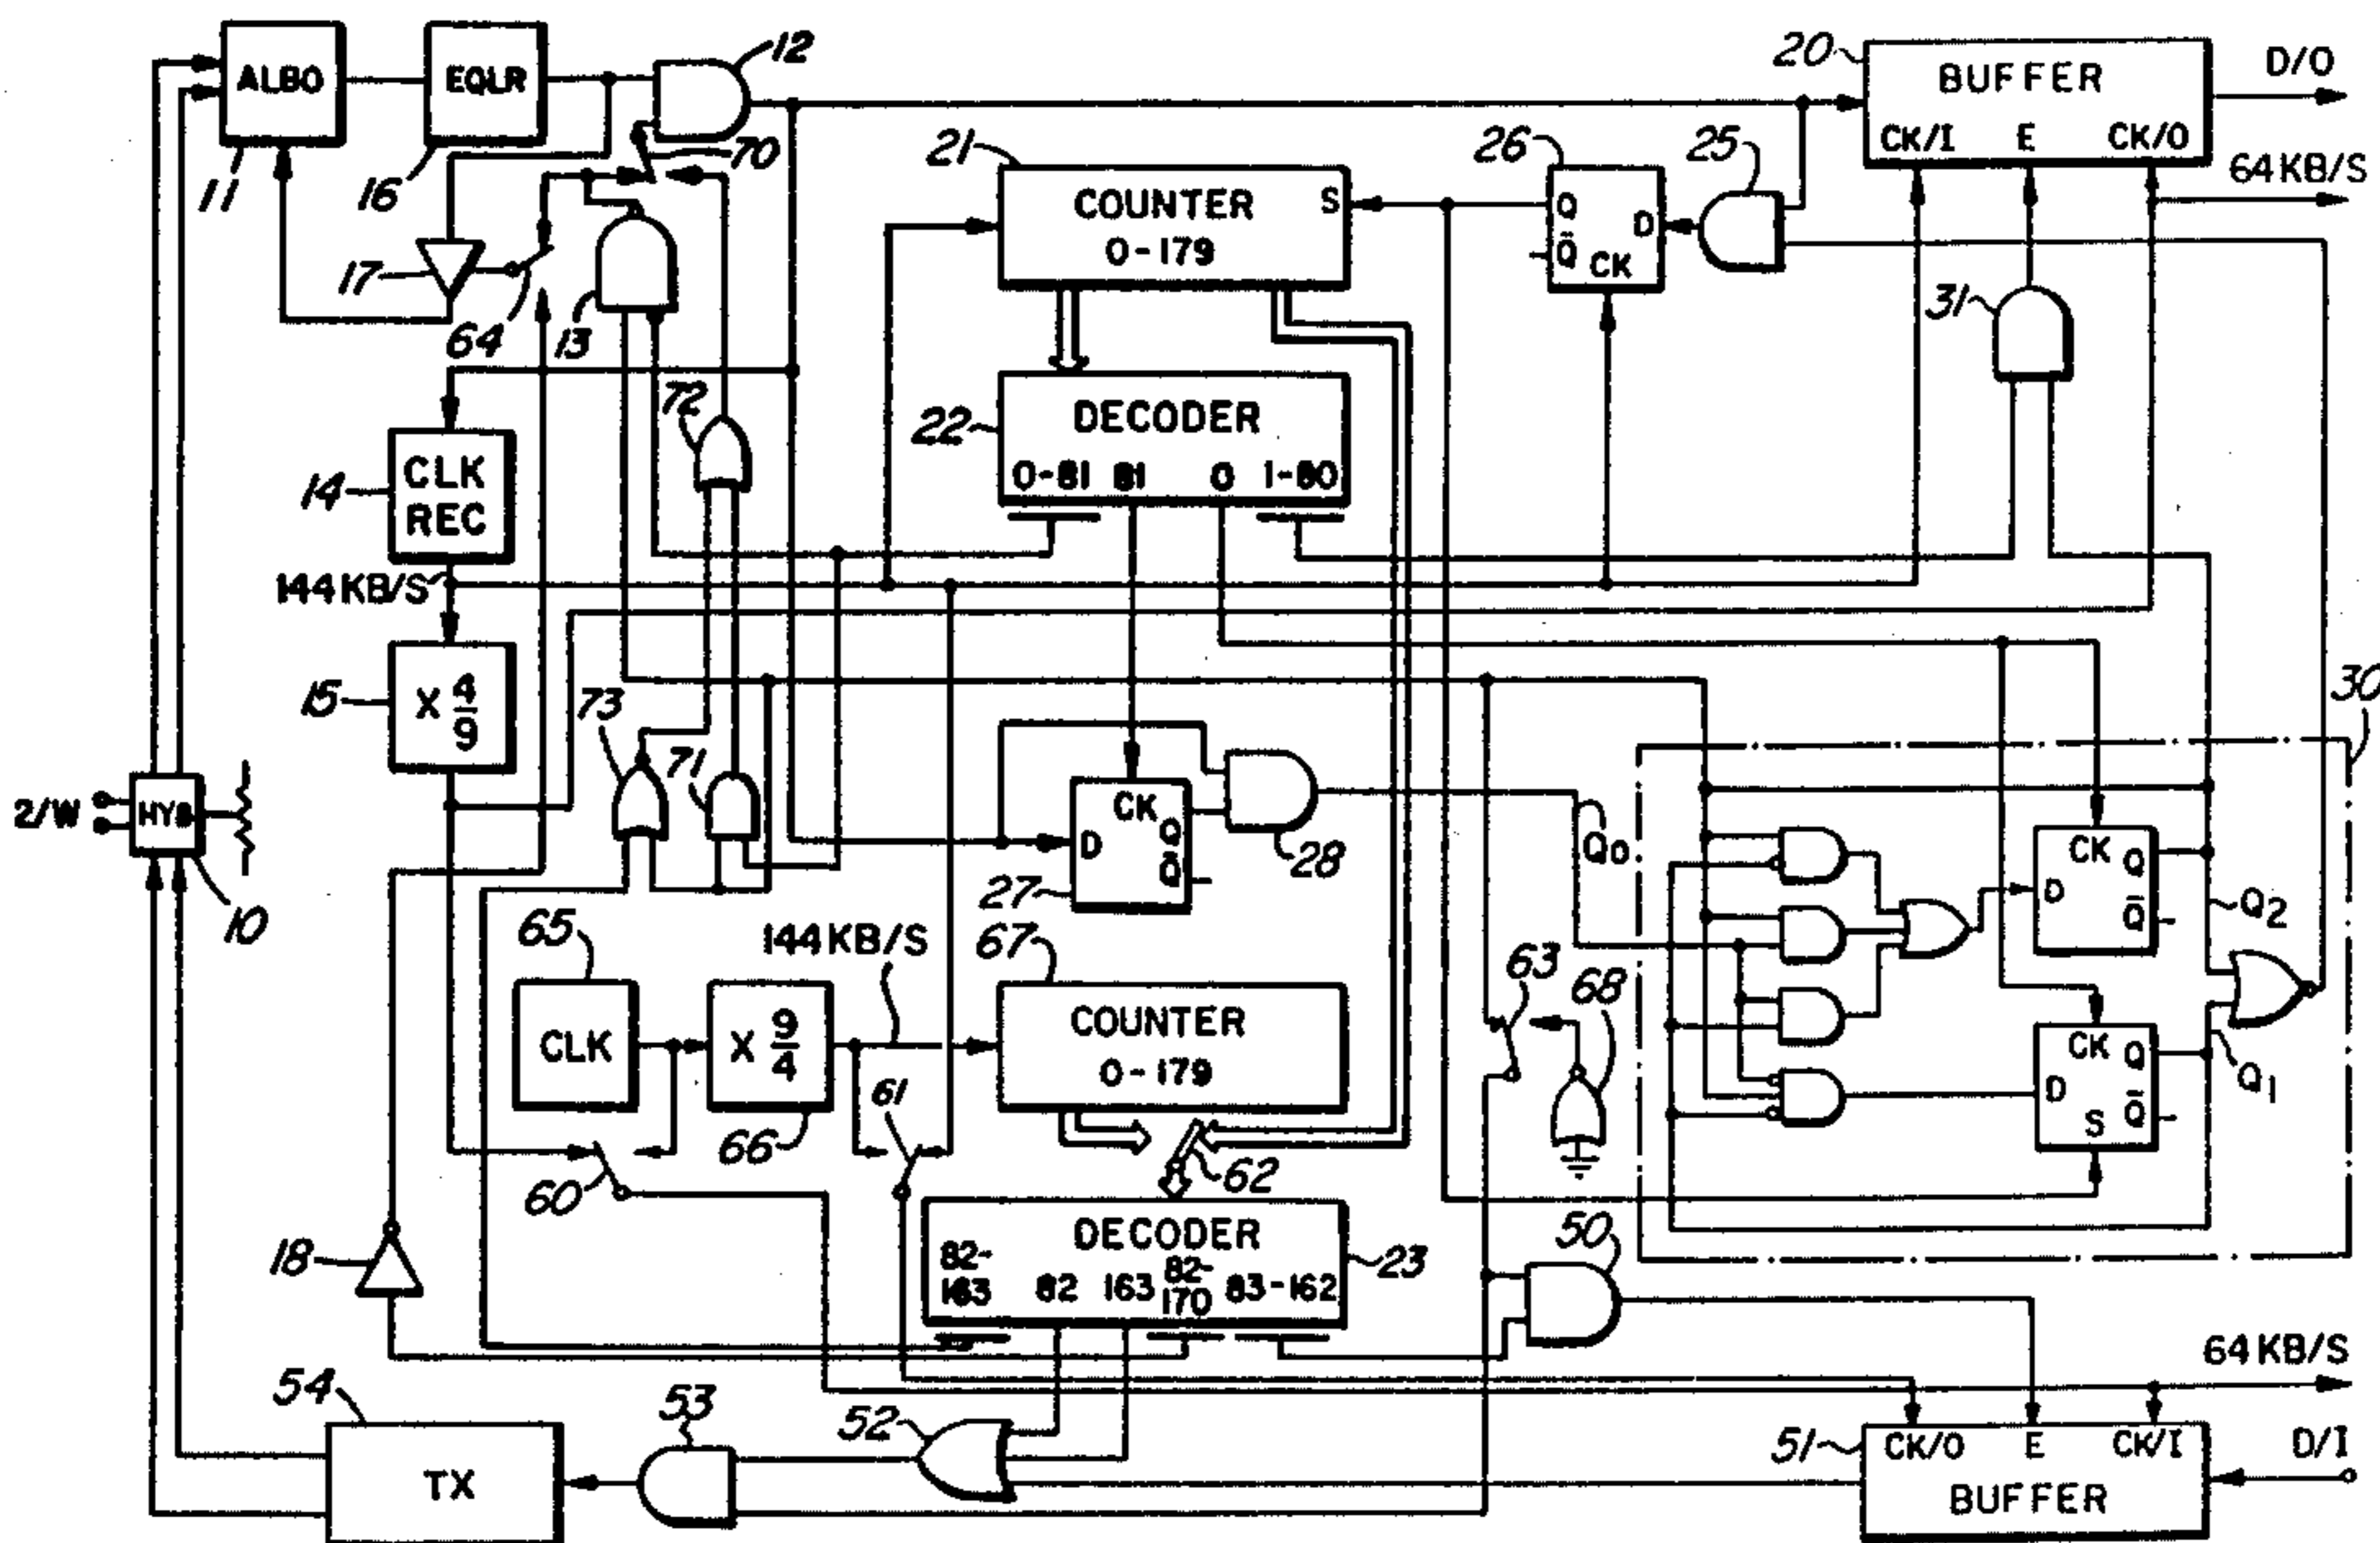 ALBO
EQLR
12
20
BUFFER
D/O
CK/I E CK/O
11
16
70
21
26
25
64KB/S
COUNTER
0-179
S
Q
Q̅
CK
D
17
64
13
31
72
22
DECODER
0-81 81 0 1-80
14
CLK
REC
144KB/S
15
X 4/9
73
71
30
2/W
HYB
10
CK
D
Q
Q̅
27
28
Q0
CK
Q
D
Q̅
Q2
65
144KB/S
67
63
68
CLK
X 9/4
66
COUNTER
0-179
61
CK
Q
D
S
Q̅
Q1
60
62
50
18
DECODER
82-163 82 163 82-170 83-162
23
64KB/S
54
53
52
51
CK/O E CK/I
D/I
TX
BUFFER